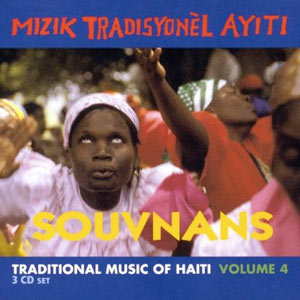 MIZIK TRADISYONÈL AYITI
SOUVNANS
TRADITIONAL MUSIC OF HAITI VOLUME 4
3 CD SET